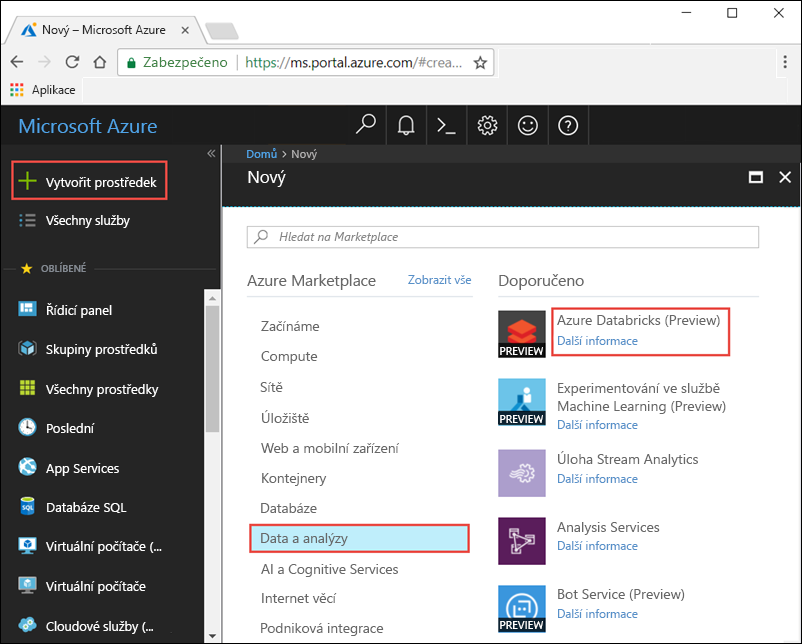 Nový – Microsoft Azure
Zabezpečeno
https://ms.portal.azure.com/#crea...
Aplikace
Microsoft Azure
Vytvořit prostředek
Všechny služby
OBLÍBENÉ
Řídicí panel
Skupiny prostředků
Všechny prostředky
Poslední
App Services
SQL
Databáze SQL
Virtuální počítače (...
Virtuální počítače
Cloudové služby (...
Domů > Nový
Nový
Hledat na Marketplace
Azure Marketplace
Zobrazit vše
Začínáme
Compute
Sítě
Úložiště
Web a mobilní zařízení
Kontejnery
Databáze
Data a analýzy
AI a Cognitive Services
Internet věcí
Podniková integrace
Doporučeno
PREVIEW
Azure Databricks (Preview)
Další informace
PREVIEW
Experimentování ve službě
Machine Learning (Preview)
Další informace
Úloha Stream Analytics
Další informace
Analysis Services
Další informace
PREVIEW
Bot Service (Preview)
Další informace